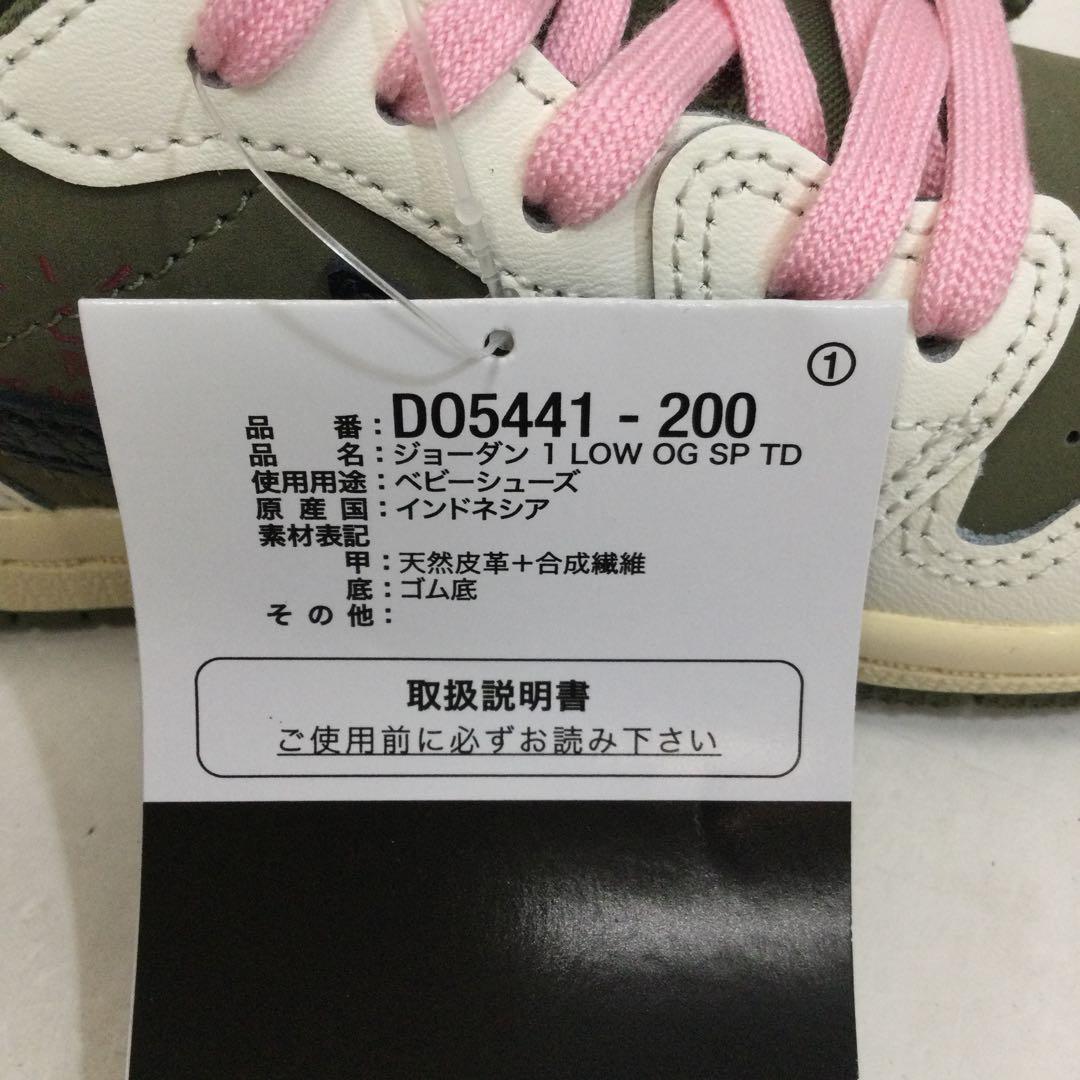 ①
品 番:DO5441 - 200
品 名:ジョーダン 1 LOW OG SP TD
使用用途:ベビーシューズ
原 産 国:インドネシア
素材表記
甲:天然皮革+合成繊維
底:ゴム底
そ の 他:
取扱説明書
ご使用前に必ずお読み下さい